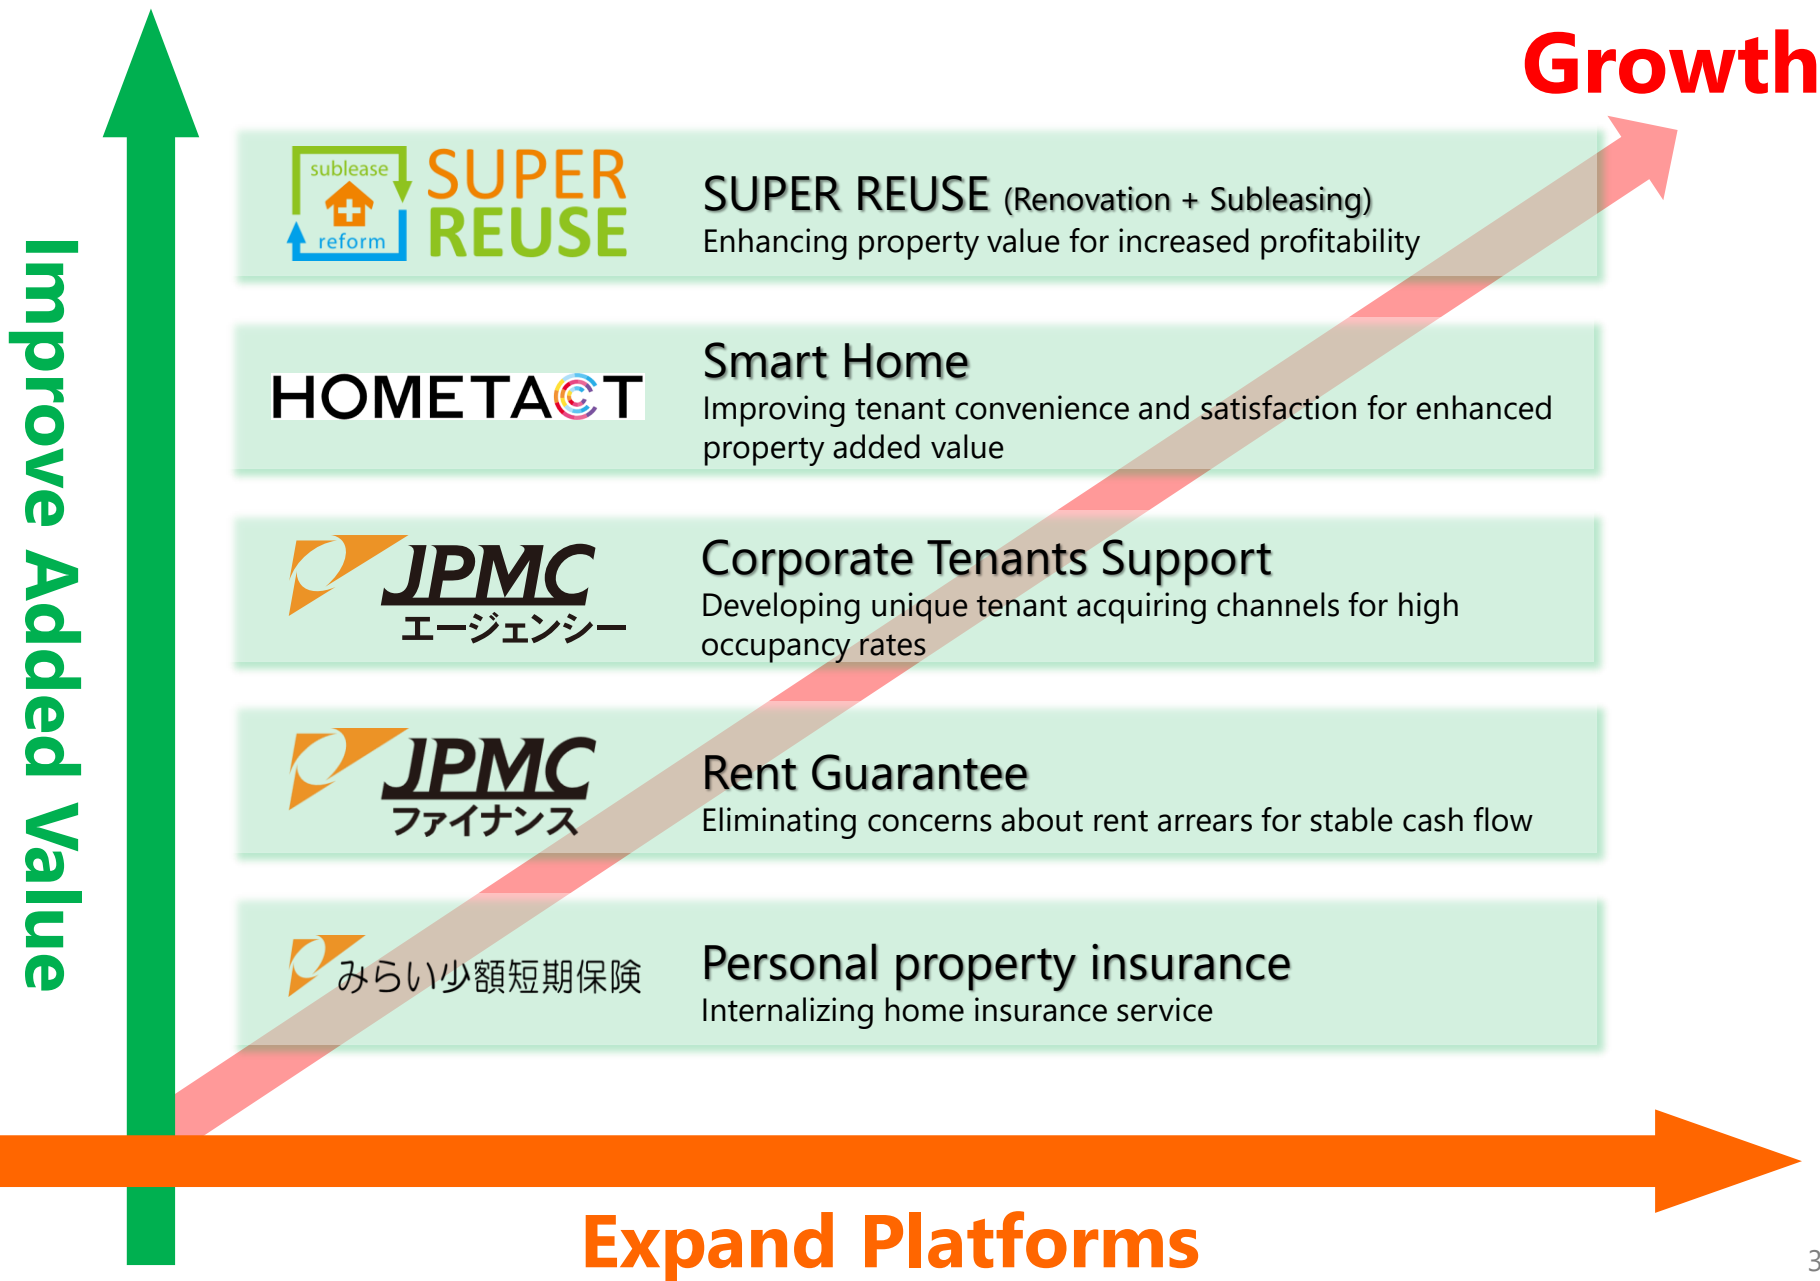 Growth
sublease
reform
SUPER
REUSE
SUPER REUSE (Renovation + Subleasing)
Enhancing property value for increased profitability
HOMETACT
Smart Home
Improving tenant convenience and satisfaction for enhanced
property added value
JPMC
エージェンシー
Corporate Tenants Support
Developing unique tenant acquiring channels for high
occupancy rates
JPMC
ファイナンス
Rent Guarantee
Eliminating concerns about rent arrears for stable cash flow
みらい少額短期保険
Personal property insurance
Internalizing home insurance service
Improve Added Value
Expand Platforms
3